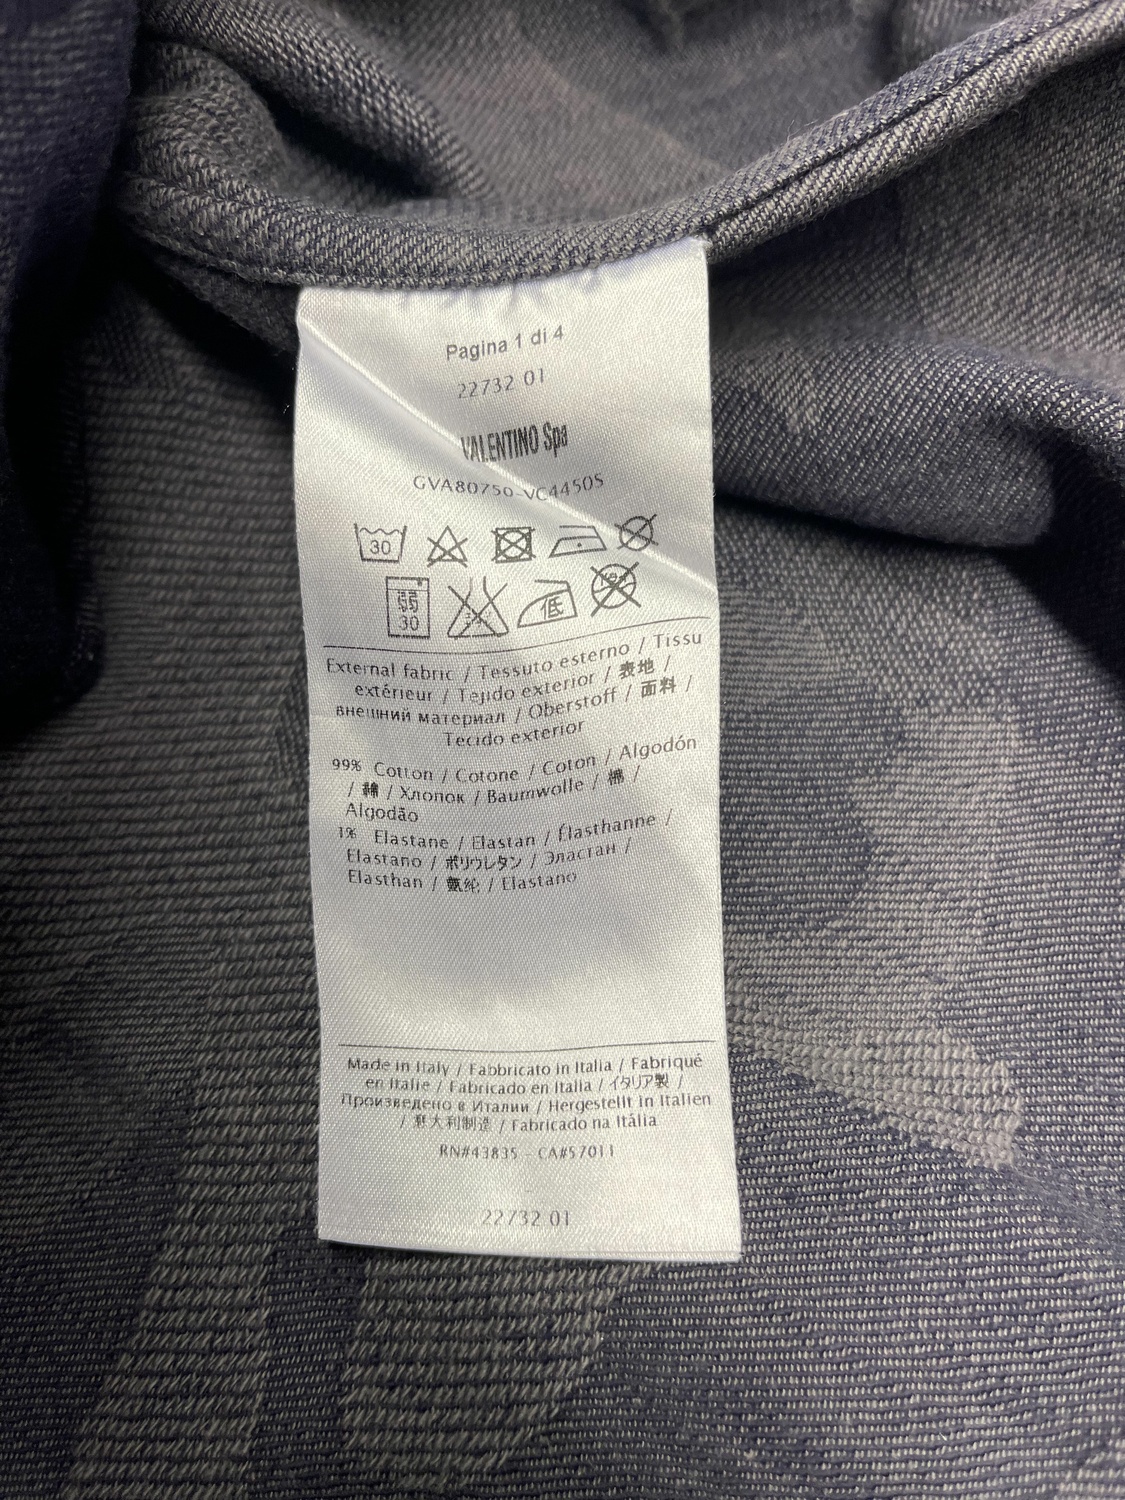 Pagina 1 di 4
22732 01
VALENTINO Spa
GVA80750-VC4450S
30
弱
30
低
External fabric / Tessuto esterno / Tissu
extérieur / Tejido exterior / 表地 /
внешний материал / Oberstoff / 面料 /
Tecido exterior
99% Cotton / Cotone / Coton / Algodón
/ 綿 / Хлопок / Baumwolle / 棉 /
Algodão
1% Elastane / Elastan / Élasthanne /
Elastano / ポリウレタン / Эластан /
Elasthan / 氨纶 / Elastano
Made in Italy / Fabbricato in Italia / Fabriqué
en Italie / Fabricado en Italia / イタリア製 /
Произведено в Италии / Hergestellt in Italien
/ 意大利制造 / Fabricado na Itália
RN#43835 - CA#57011
-
22732 01